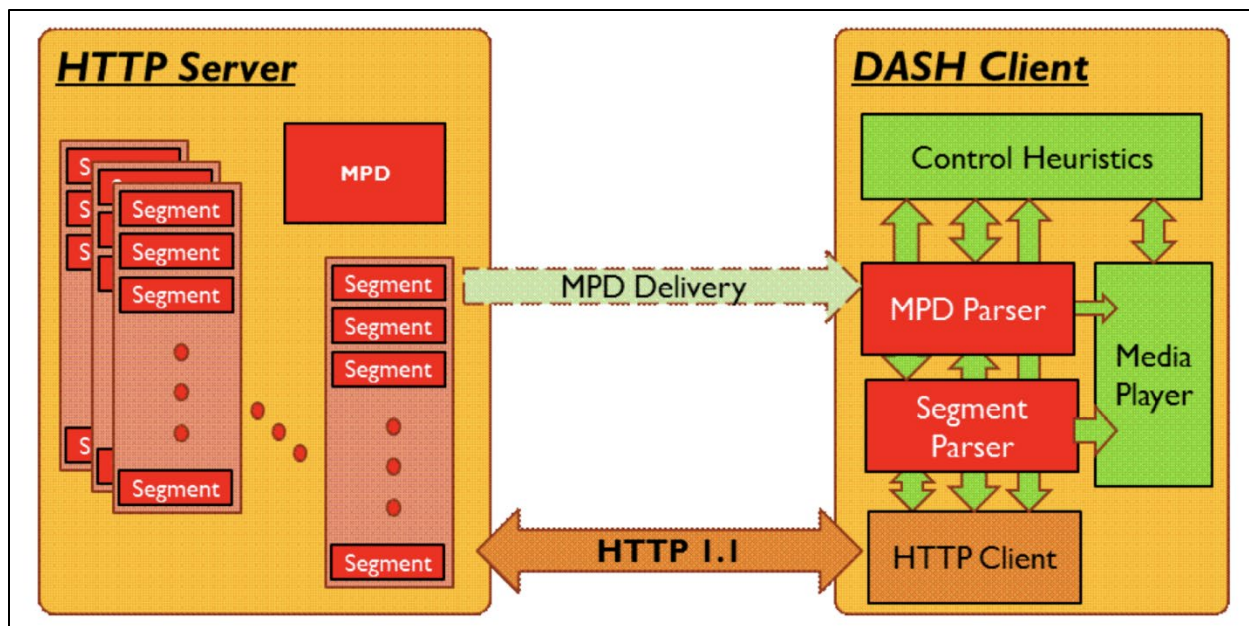 HTTP Server
MPD
Segment
Segment
Segment
Segment
Segment
Segment
Segment
Segment
MPD Delivery
HTTP 1.1
DASH Client
Control Heuristics
MPD Parser
Segment
Parser
Media
Player
HTTP Client